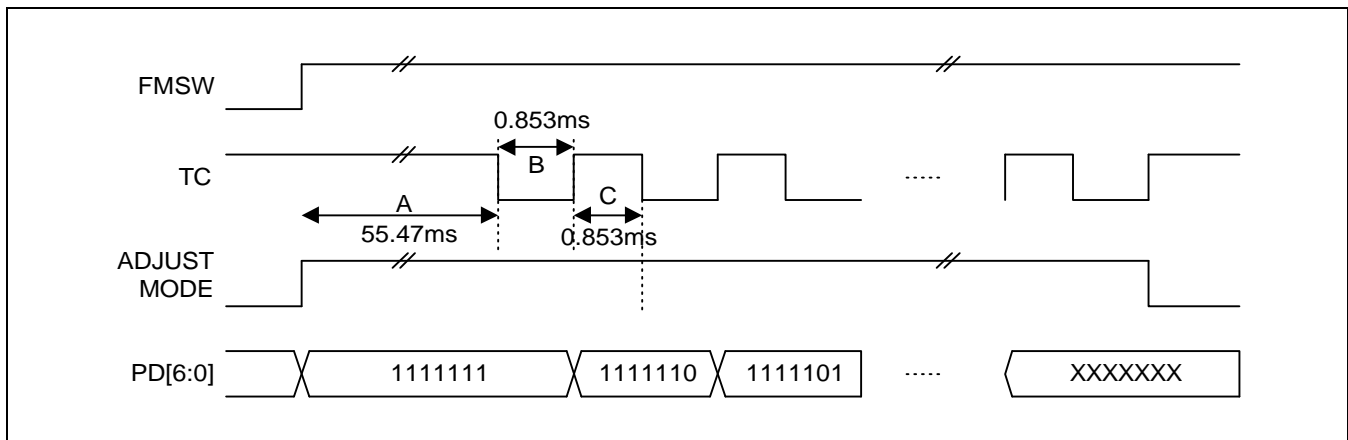 FMSW
0.853ms
B
TC
A
C
55.47ms
0.853ms
ADJUST
MODE
PD[6:0]
1111111
1111110
1111101
.....
XXXXXXX
.....